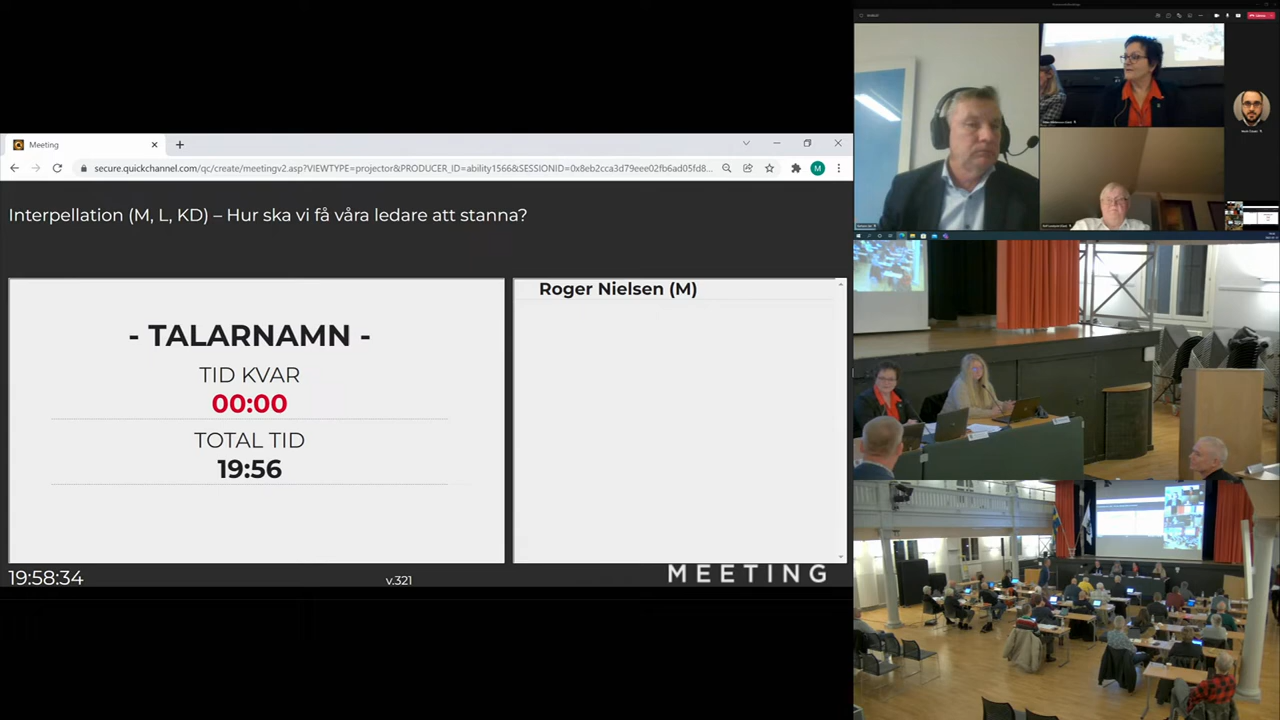 Meeting
secure.quickchannel.com/qc/create/meetingv2.asp?VIEWTYPE=projector&PRODUCER_ID=ability1566&SESSIONID=0x8eb2cca3d79eee02fb6ad05fd8...
M
Interpellation (M, L, KD) – Hur ska vi få våra ledare att stanna?
- TALARNAMN -
TID KVAR
00:00
TOTAL TID
19:56
Roger Nielsen (M)
19:58:34
v.321
MEETING